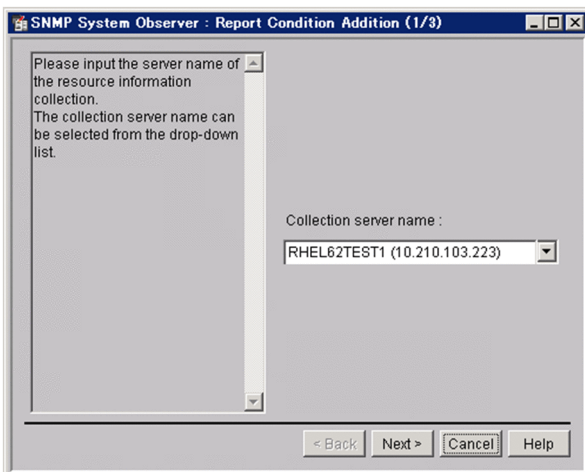 SNMP System Observer : Report Condition Addition (1/3)
Please input the server name of
the resource information
collection.
The collection server name can
be selected from the drop-down
list.
Collection server name :
RHEL62TEST1 (10.210.103.223)
< Back Next > Cancel Help